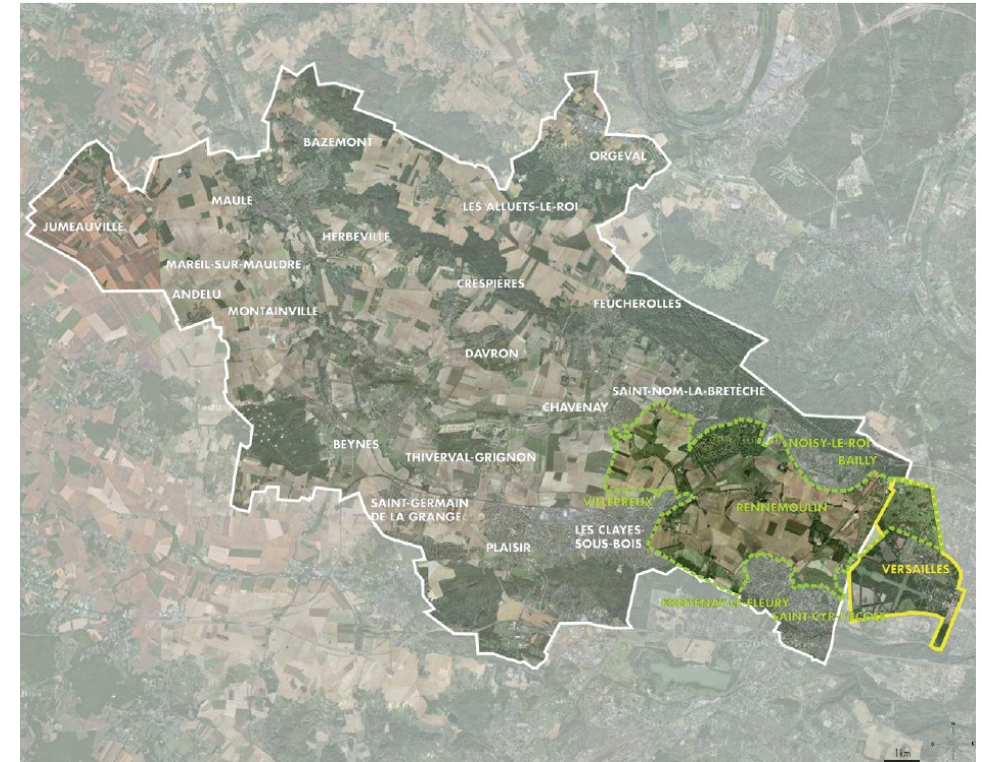 BAZEMONT
ORGEVAL
MAULE
LES ALLUETS-LE-ROI
JUMEAUVILLE
HERBEVILLE
MAREIL-SUR-MAULDRE
CRESPIÈRES
ANDELU
FEUCHEROLLES
MONTAINVILLE
DAVRON
SAINT-NOM-LA-BRETÈCHE
CHAVENAY
BEYNES
NOISY-LE-ROI
THIVERVAL-GRIGNON
BAILLY
SAINT-GERMAIN
DE LA GRANGE
VILLEPREUX
RENNEMOULIN
LES CLAYES-
SOUS-BOIS
PLAISIR
VERSAILLES
FONTENAY-LE-FLEURY
SAINT-CYR-L'ECOLE
1km